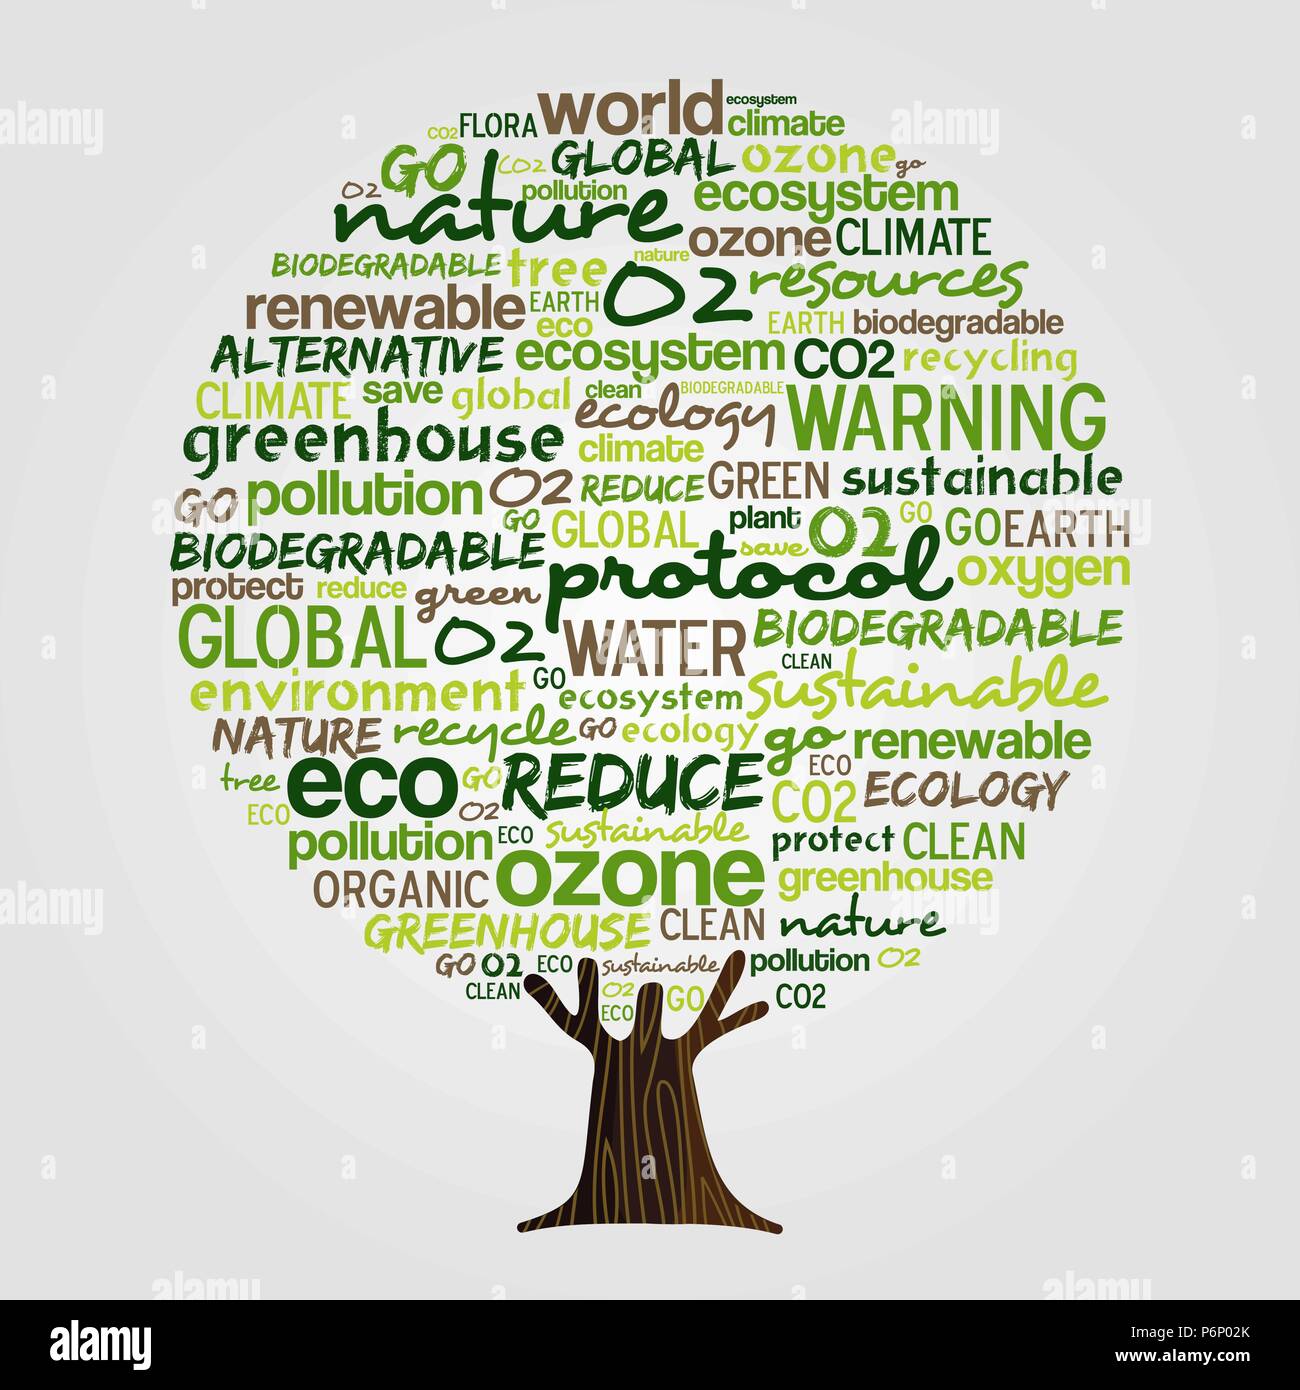 world ecosystem
CO2 FLORA climate
GO CO2 GLOBAL ozone go
O2 nature pollution ecosystem
ozone CLIMATE
BIODEGRADABLE tree nature O2 resources
renewable EARTH eco EARTH biodegradable
ALTERNATIVE ecosystem CO2 recycling
CLIMATE save global clean BIODEGRADABLE WARNING
greenhouse ecology climate
GO pollution O2 REDUCE GREEN sustainable
GO GLOBAL plant save O2 GO GO EARTH
BIODEGRADABLE protocol oxygen
protect reduce green
GLOBAL O2 WATER BIODEGRADABLE
CLEAN
environment GO ecosystem sustainable
NATURE recycle GO ecology go renewable
tree eco GO REDUCE ECO ECOLOGY
ECO O2 CO2
pollution ECO sustainable protect CLEAN
ORGANIC ozone greenhouse
GREENHOUSE CLEAN nature
GO O2 ECO sustainable pollution O2
CLEAN O2 GO CO2
ECO
alamy
Image ID: P6P02K
www.alamy.com